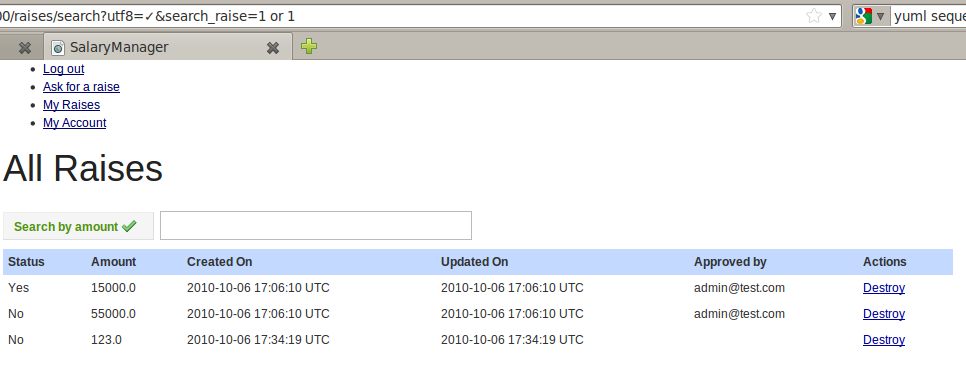 00/raises/search?utf8=✓&search_raise=1 or 1
yuml seque
SalaryManager
Log out
Ask for a raise
My Raises
My Account
All Raises
Search by amount
Status Amount Created On Updated On Approved by Actions
Yes 15000.0 2010-10-06 17:06:10 UTC 2010-10-06 17:06:10 UTC admin@test.com Destroy
No 55000.0 2010-10-06 17:06:10 UTC 2010-10-06 17:06:10 UTC admin@test.com Destroy
No 123.0 2010-10-06 17:34:19 UTC 2010-10-06 17:34:19 UTC Destroy